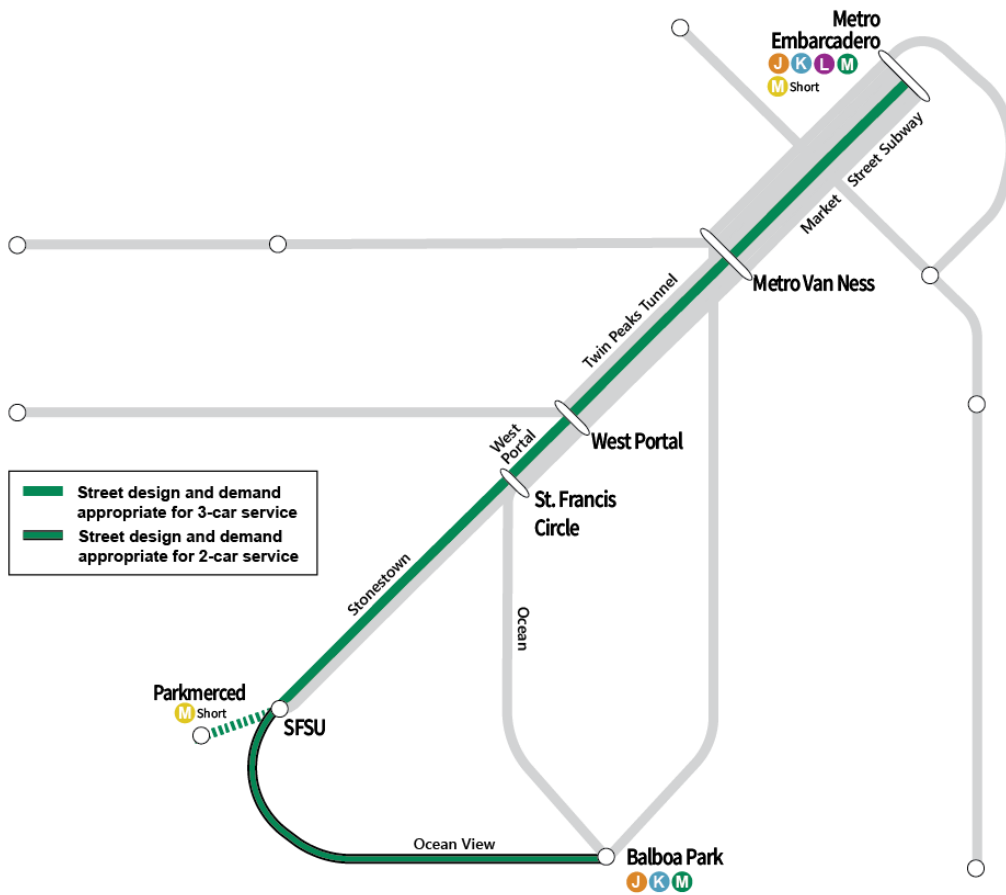 Metro
Embarcadero
J K L M
M Short
Market Street Subway
Metro Van Ness
Twin Peaks Tunnel
West
Portal
West Portal
St. Francis
Circle
Street design and demand
appropriate for 3-car service
Street design and demand
appropriate for 2-car service
Stonestown
Ocean
Parkmerced
M Short
SFSU
Ocean View
Balboa Park
J K M